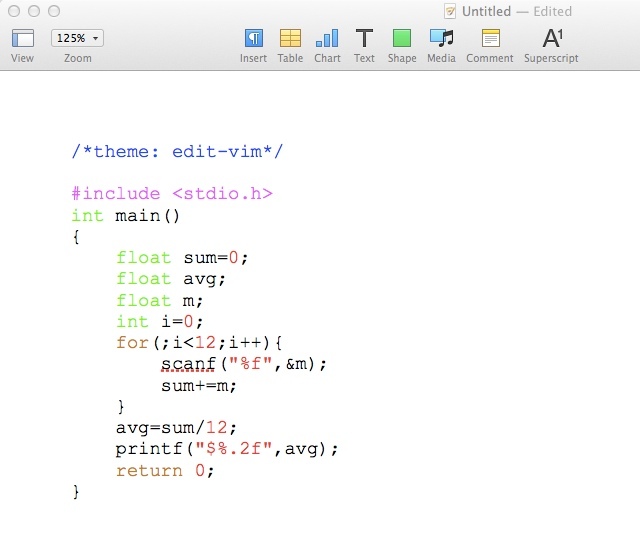 Untitled — Edited
125%
View Zoom Insert Table Chart Text Shape Media Comment Superscript
/*theme: edit-vim*/
#include <stdio.h>
int main()
{
    float sum=0;
    float avg;
    float m;
    int i=0;
    for(;i<12;i++){
        scanf("%f",&m);
        sum+=m;
    }
    avg=sum/12;
    printf("$%.2f",avg);
    return 0;
}